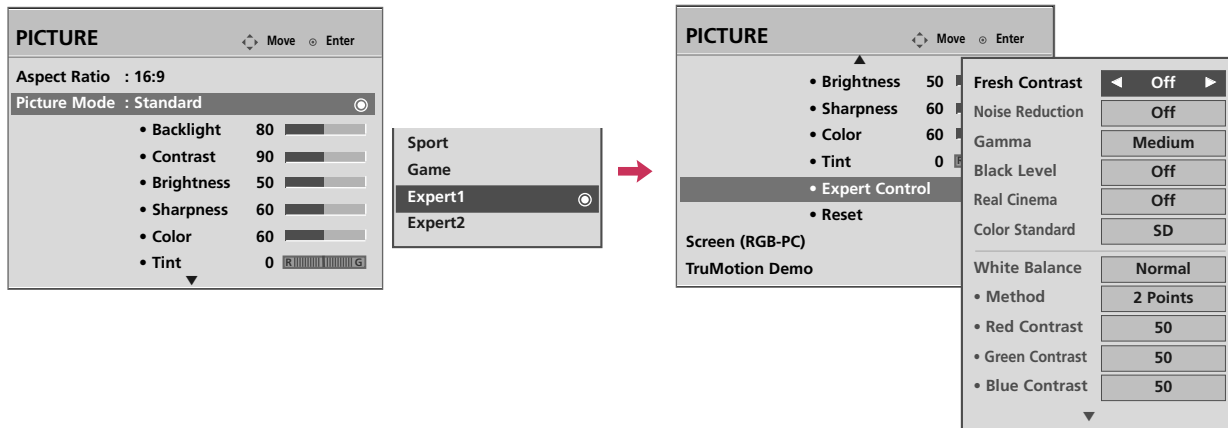 PICTURE
Move Enter
Aspect Ratio : 16:9
Picture Mode : Standard
• Backlight 80
• Contrast 90
• Brightness 50
• Sharpness 60
• Color 60
• Tint 0 R G
Sport
Game
Expert1
Expert2
PICTURE
Move Enter
• Brightness 50
• Sharpness 60
• Color 60
• Tint 0
• Expert Control
• Reset
Screen (RGB-PC)
TruMotion Demo
Fresh Contrast Off
Noise Reduction Off
Gamma Medium
Black Level Off
Real Cinema Off
Color Standard SD
White Balance Normal
• Method 2 Points
• Red Contrast 50
• Green Contrast 50
• Blue Contrast 50